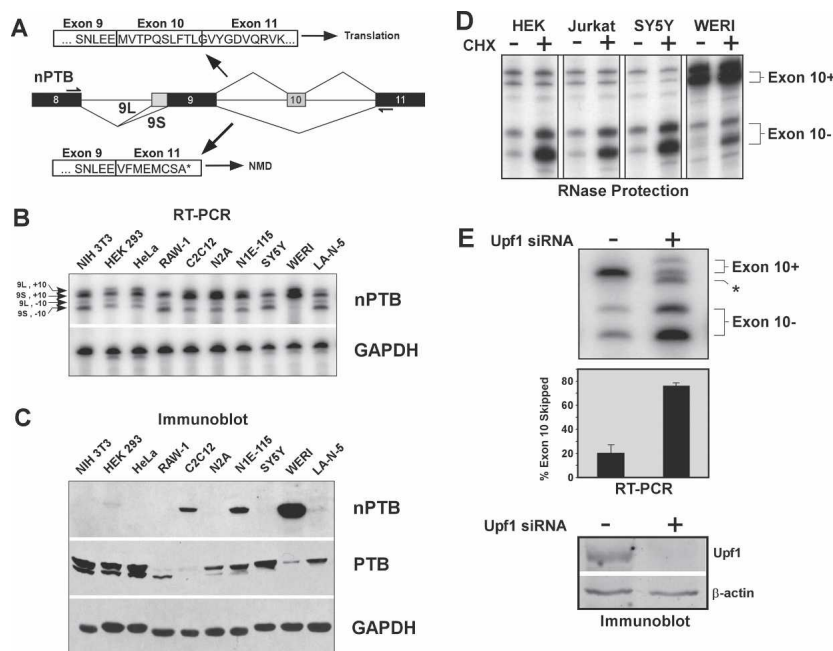 A
Exon 9 Exon 10 Exon 11
... SNLEE MVTPQSLFTLG VYGDVQRVK... Translation
nPTB
8 9L 9S 9 10 11
Exon 9 Exon 11
... SNLEE VFMEMCSA* NMD
B
RT-PCR
NIH 3T3 HEK 293 HeLa RAW-1 C2C12 N2A N1E-115 SY5Y WERI LA-N-5
9L , +10
9S , +10
9L , -10
9S , -10
nPTB
GAPDH
C
Immunoblot
NIH 3T3 HEK 293 HeLa RAW-1 C2C12 N2A N1E-115 SY5Y WERI LA-N-5
nPTB
PTB
GAPDH
D
HEK Jurkat SY5Y WERI
CHX - + - + - + - +
Exon 10+
Exon 10-
RNase Protection
E
Upf1 siRNA - +
Exon 10+
*
Exon 10-
% Exon 10 Skipped
80
60
40
20
0
RT-PCR
Upf1 siRNA - +
Upf1
β-actin
Immunoblot